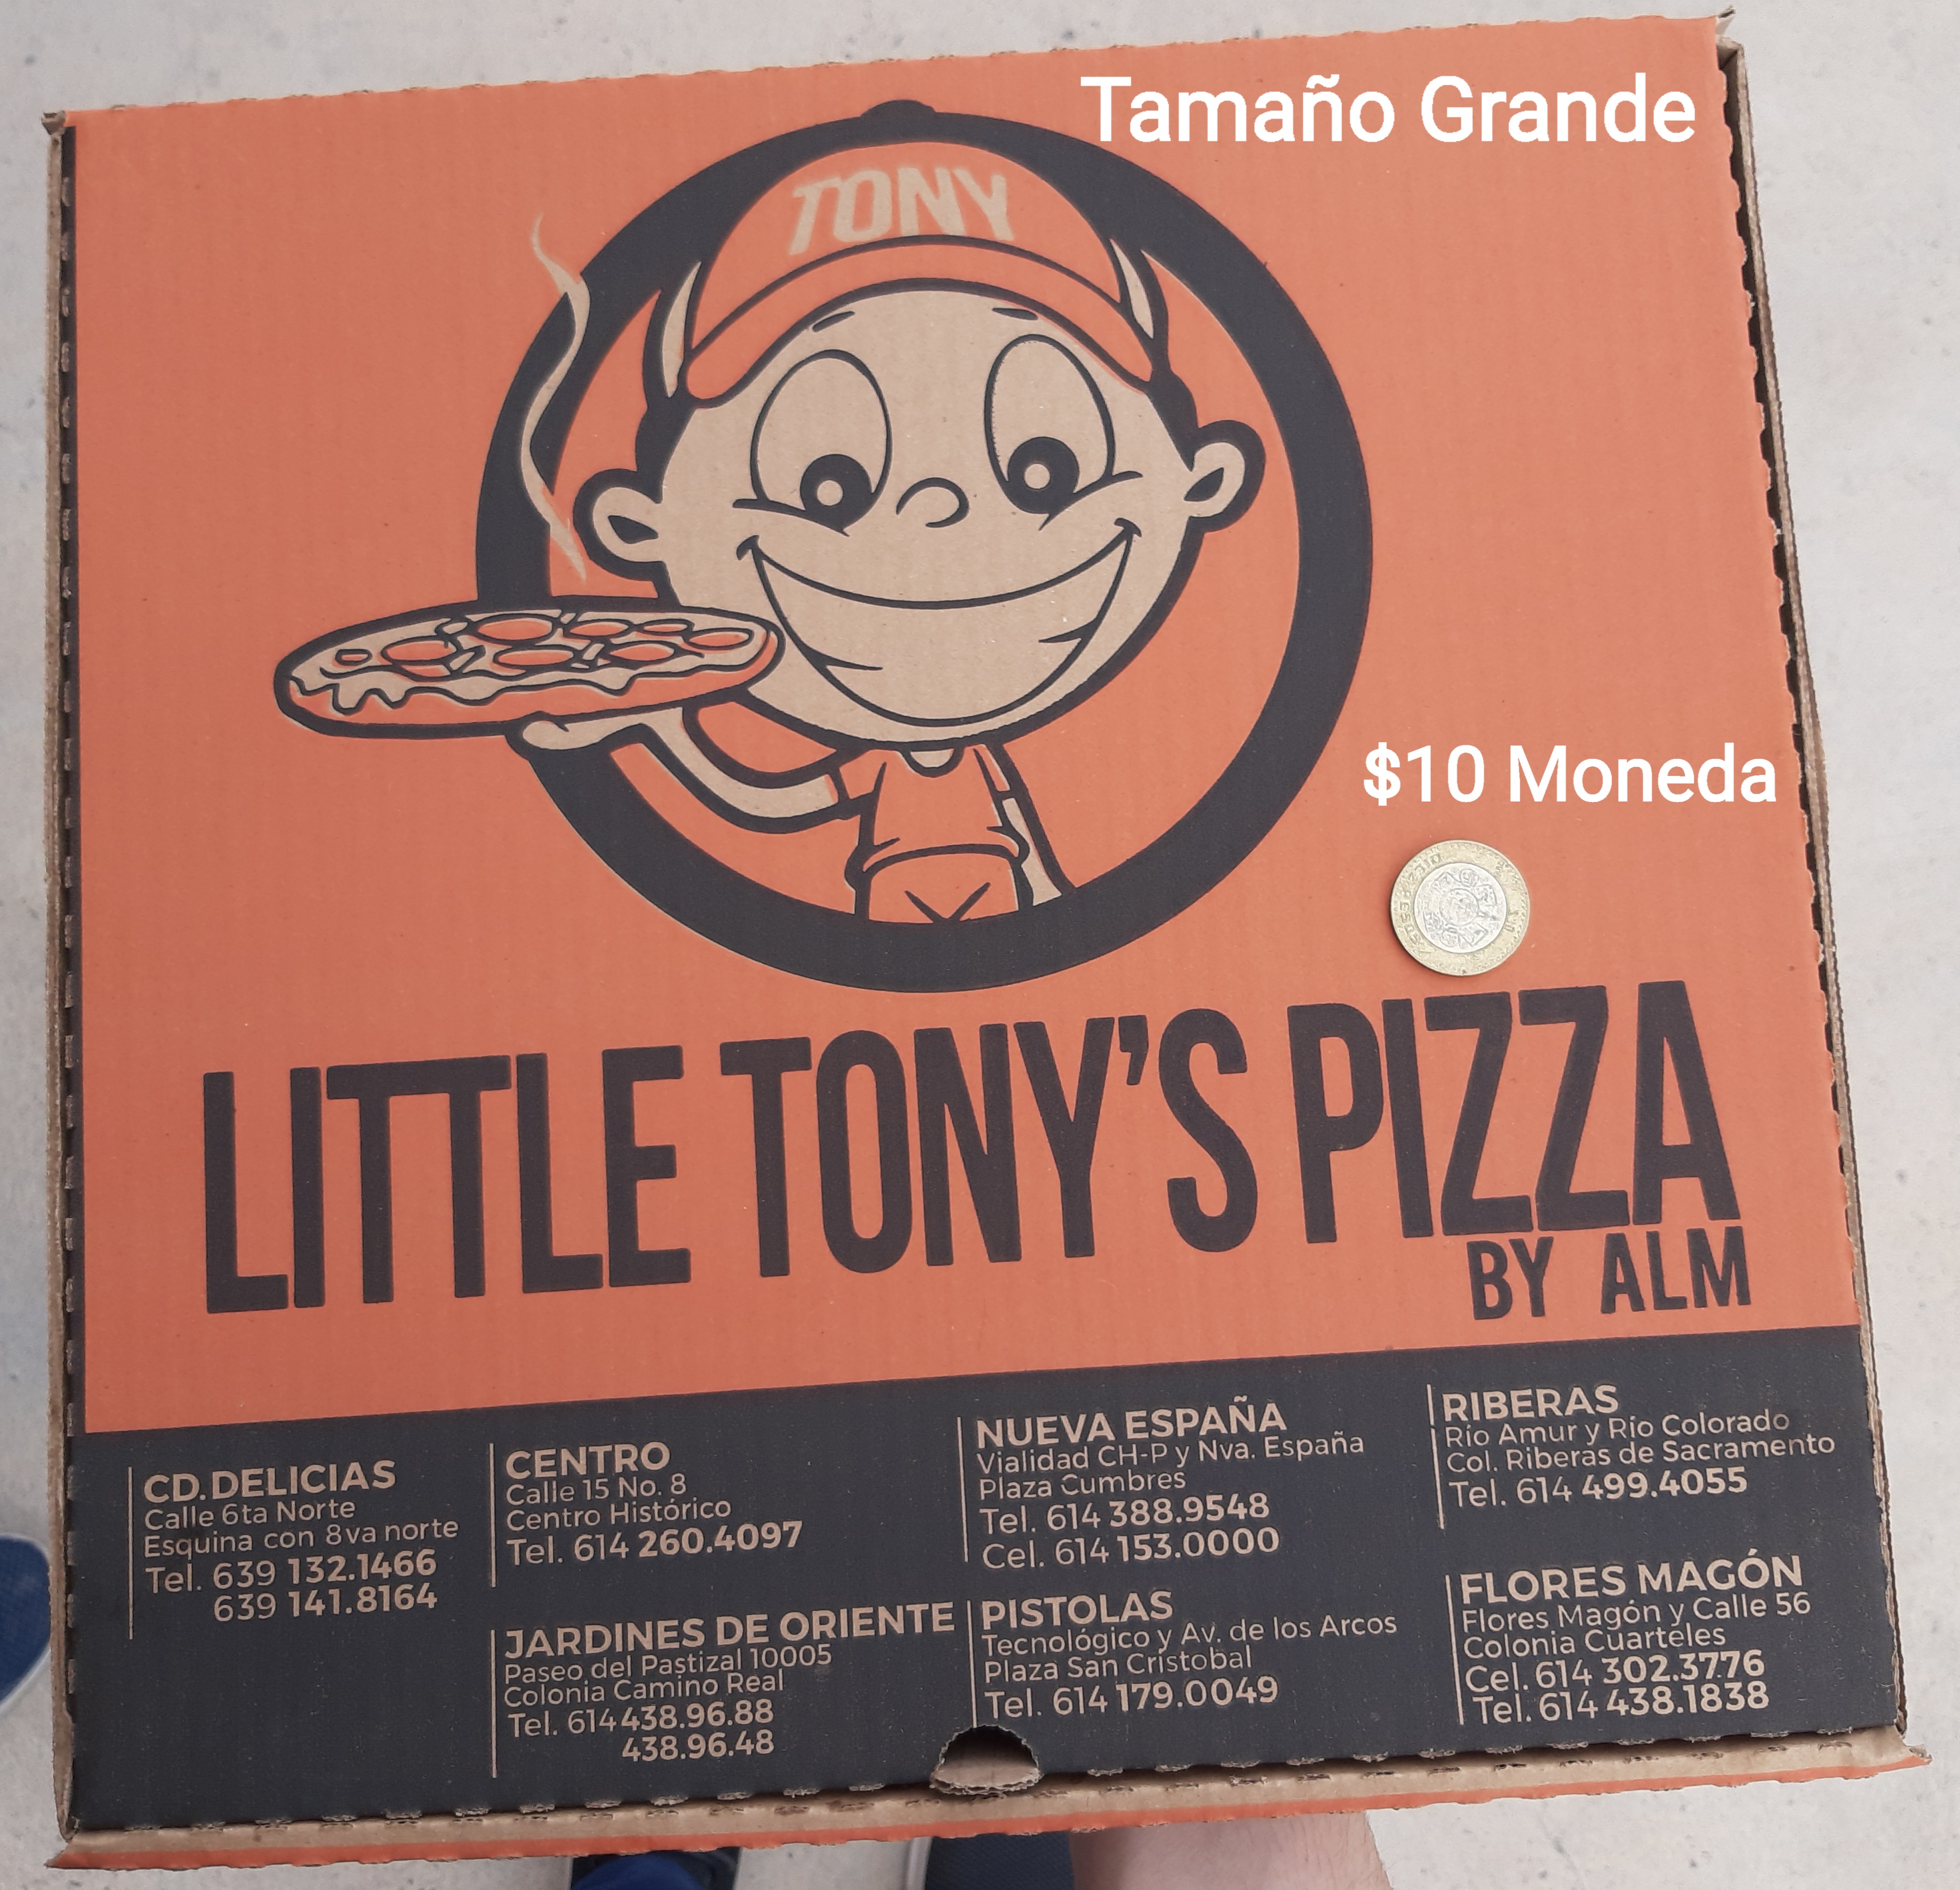 Tamaño Grande
TONY
$10 Moneda
LITTLE TONY'S PIZZA
BY ALM
CD. DELICIAS
Calle 6ta Norte
Esquina con 8va norte
Tel. 639 132.1466
639 141.8164
CENTRO
Calle 15 No. 8
Centro Histórico
Tel. 614 260.4097
JARDINES DE ORIENTE
Paseo del Pastizal 10005
Colonia Camino Real
Tel. 614 438.96.88
438.96.48
NUEVA ESPAÑA
Vialidad CH-P y Nva. España
Plaza Cumbres
Tel. 614 388.9548
Cel. 614 153.0000
PISTOLAS
Tecnológico y Av. de los Arcos
Plaza San Cristobal
Tel. 614 179.0049
RIBERAS
Río Amur y Río Colorado
Col. Riberas de Sacramento
Tel. 614 499.4055
FLORES MAGÓN
Flores Magón y Calle 56
Colonia Cuarteles
Cel. 614 302.3776
Tel. 614 438.1838